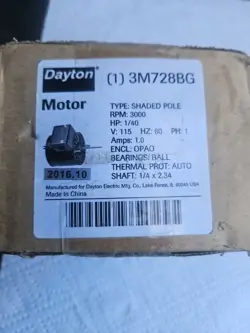 Dayton
(1) 3M728BG
Motor
TYPE: SHADED POLE
RPM: 3000
HP: 1/40
V: 115 HZ: 60 PH: 1
Amps: 1.0
ENCL: OPAO
BEARINGS: BALL
THERMAL PROT: AUTO
SHAFT: 1/4 x 2.34
2016.10
Manufactured for Dayton Electric Mfg. Co., Lake Forest, IL 60045 USA
Made In China